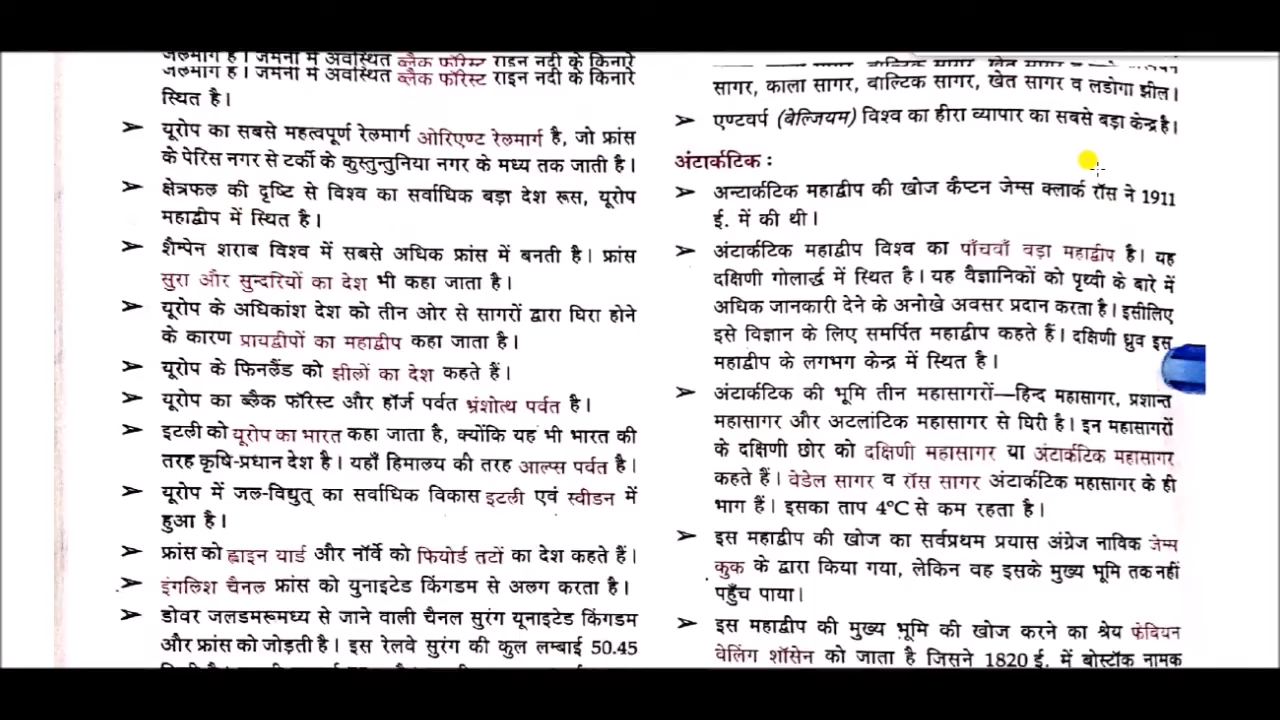 जलमार्ग है। जर्मनी में अवस्थित ब्लैक फॉरेस्ट राइन नदी के किनारे
स्थित है।
➢ यूरोप का सबसे महत्वपूर्ण रेलमार्ग ओरिएण्ट रेलमार्ग है, जो फ्रांस
के पेरिस नगर से टर्की के कुस्तुन्तुनिया नगर के मध्य तक जाती है।
➢ क्षेत्रफल की दृष्टि से विश्व का सर्वाधिक बड़ा देश रूस, यूरोप
महाद्वीप में स्थित है।
➢ शैम्पेन शराब विश्व में सबसे अधिक फ्रांस में बनती है। फ्रांस
सुरा और सुन्दरियों का देश भी कहा जाता है।
➢ यूरोप के अधिकांश देश को तीन ओर से सागरों द्वारा घिरा होने
के कारण प्रायद्वीपों का महाद्वीप कहा जाता है।
➢ यूरोप के फिनलैंड को झीलों का देश कहते हैं।
➢ यूरोप का ब्लैक फॉरेस्ट और हॉर्ज पर्वत भ्रंशोत्थ पर्वत है।
➢ इटली को यूरोप का भारत कहा जाता है, क्योंकि यह भी भारत की
तरह कृषि-प्रधान देश है। यहाँ हिमालय की तरह आल्प्स पर्वत है।
➢ यूरोप में जल-विद्युत् का सर्वाधिक विकास इटली एवं स्वीडन में
हुआ है।
➢ फ्रांस को ह्वाइन यार्ड और नॉर्वे को फियोर्ड तटों का देश कहते हैं।
➢ इंगलिश चैनल फ्रांस को युनाइटेड किंगडम से अलग करता है।
➢ डोवर जलडमरूमध्य से जाने वाली चैनल सुरंग यूनाइटेड किंगडम
और फ्रांस को जोड़ती है। इस रेलवे सुरंग की कुल लम्बाई 50.45
सागर, काला सागर, बाल्टिक सागर, खेत सागर व लडोगा झील।
➢ एण्टवर्प (बेल्जियम) विश्व का हीरा व्यापार का सबसे बड़ा केन्द्र है।
अंटार्कटिक :
➢ अन्टार्कटिक महाद्वीप की खोज कैप्टन जेम्स क्लार्क रॉस ने 1911
ई. में की थी।
➢ अंटार्कटिक महाद्वीप विश्व का पाँचवाँ बड़ा महाद्वीप है। यह
दक्षिणी गोलार्द्ध में स्थित है। यह वैज्ञानिकों को पृथ्वी के बारे में
अधिक जानकारी देने के अनोखे अवसर प्रदान करता है। इसीलिए
इसे विज्ञान के लिए समर्पित महाद्वीप कहते हैं। दक्षिणी ध्रुव इस
महाद्वीप के लगभग केन्द्र में स्थित है।
➢ अंटार्कटिक की भूमि तीन महासागरों—हिन्द महासागर, प्रशान्त
महासागर और अटलांटिक महासागर से घिरी है। इन महासागरों
के दक्षिणी छोर को दक्षिणी महासागर या अंटार्कटिक महासागर
कहते हैं। वेडेल सागर व रॉस सागर अंटार्कटिक महासागर के ही
भाग हैं। इसका ताप 4°C से कम रहता है।
➢ इस महाद्वीप की खोज का सर्वप्रथम प्रयास अंग्रेज नाविक जेम्स
कुक के द्वारा किया गया, लेकिन वह इसके मुख्य भूमि तक नहीं
पहुँच पाया।
➢ इस महाद्वीप की मुख्य भूमि की खोज करने का श्रेय फेबियन
वेलिंग शॉसेन को जाता है जिसने 1820 ई. में बोस्टॉक नामक